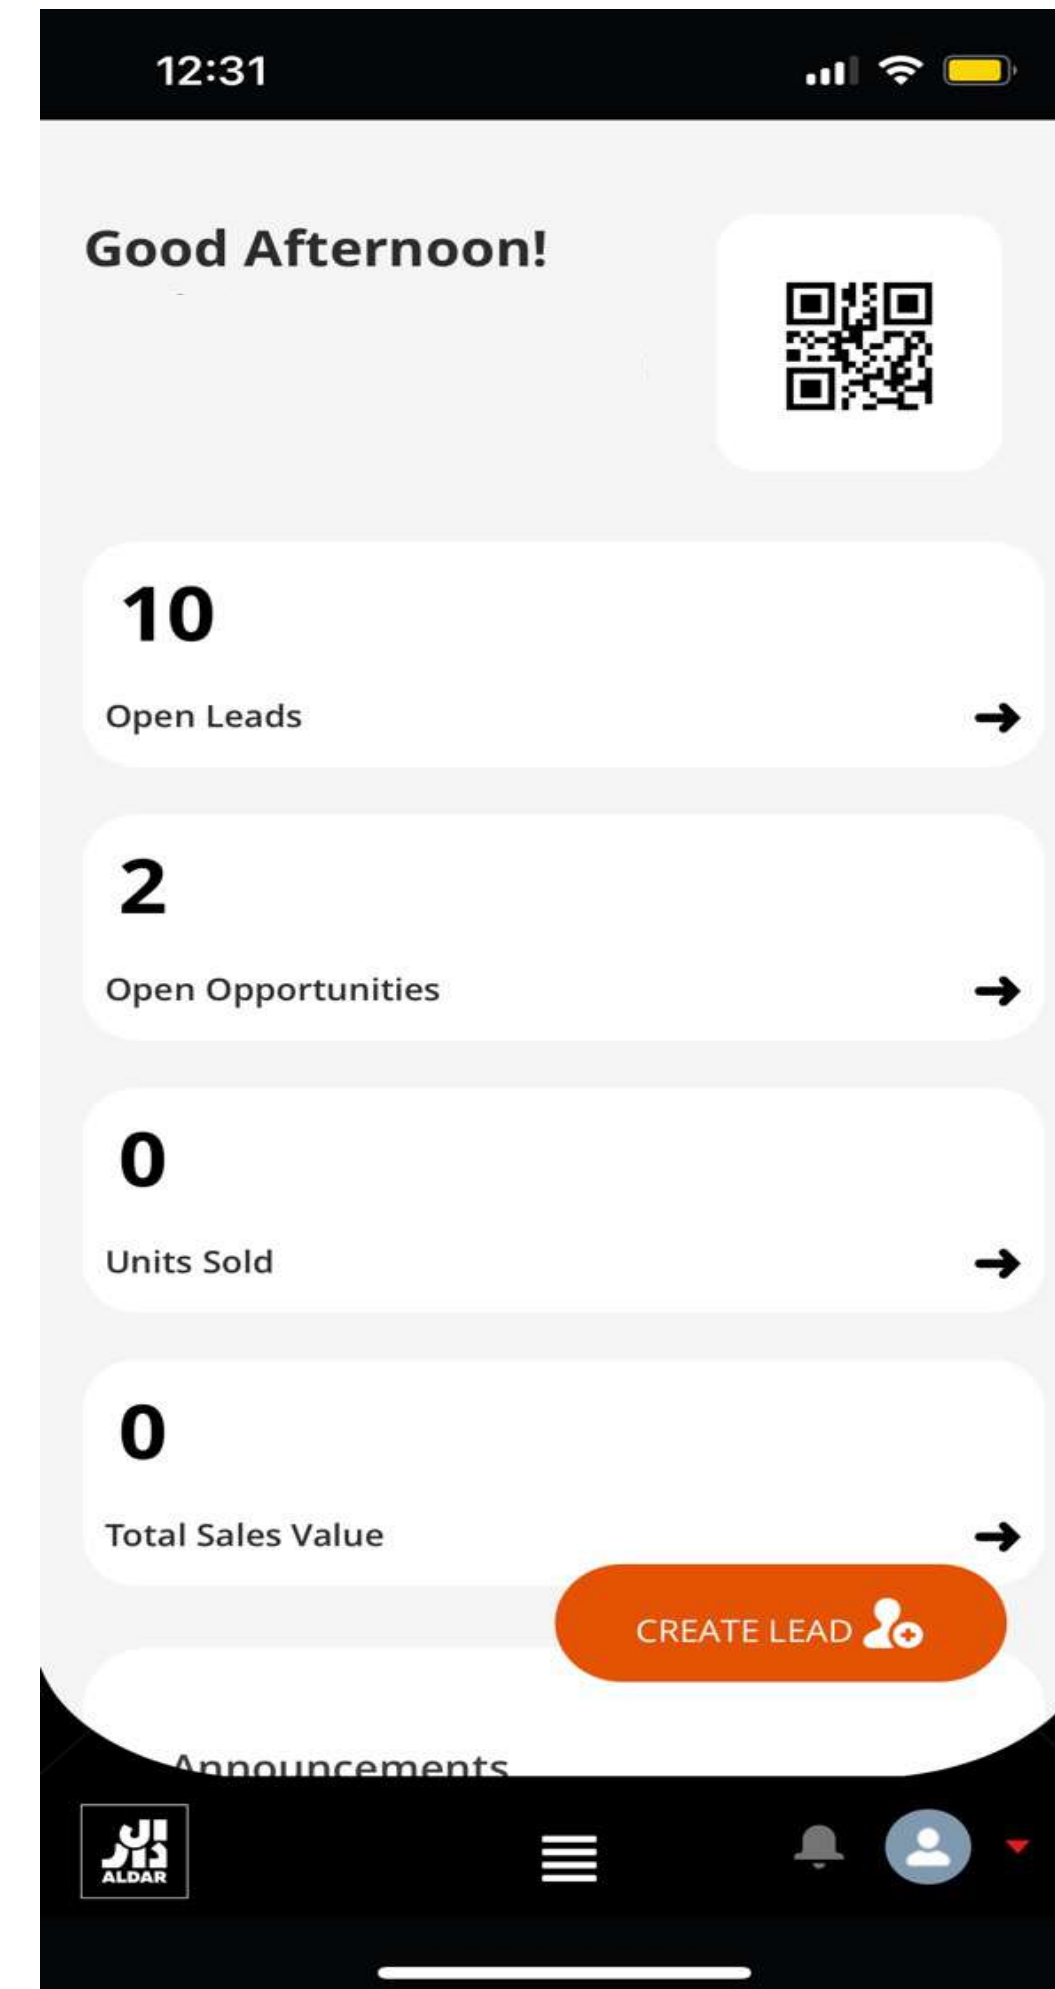 12:31
Good Afternoon!
10
Open Leads
2
Open Opportunities
0
Units Sold
0
Total Sales Value
CREATE LEAD
Announcements
الدار
ALDAR